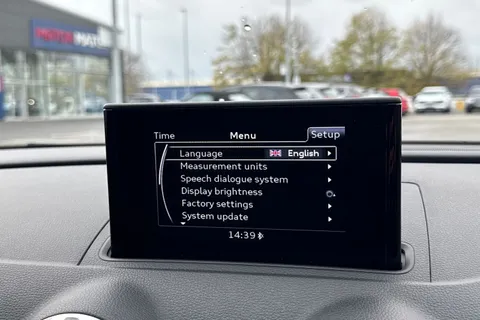 Time Menu Setup
Language English
Measurement units
Speech dialogue system
Display brightness
Factory settings
System update
14:39